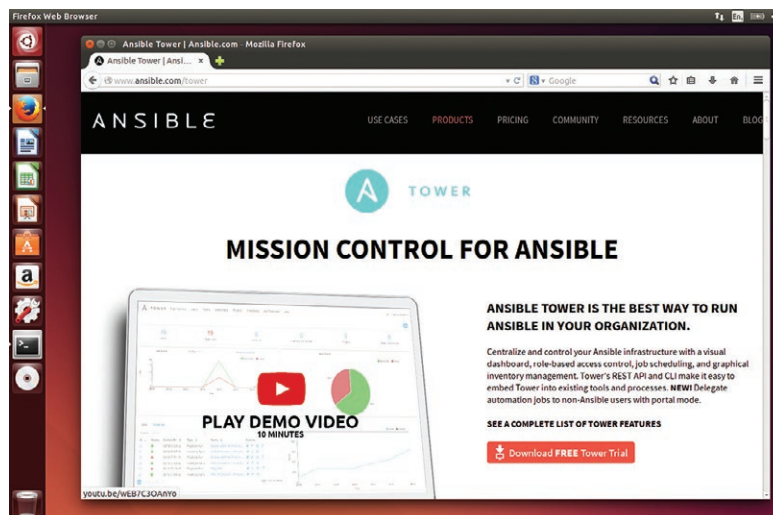 Firefox Web Browser
En
Ansible Tower | Ansible.com - Mozilla Firefox
Ansible Tower | Ansi...
www.ansible.com/tower
Google
ANSIBLE
USE CASES PRODUCTS PRICING COMMUNITY RESOURCES ABOUT BLOG
A TOWER
MISSION CONTROL FOR ANSIBLE
ANSIBLE TOWER IS THE BEST WAY TO RUN
ANSIBLE IN YOUR ORGANIZATION.
Centralize and control your Ansible infrastructure with a visual
dashboard, role-based access control, job scheduling, and graphical
inventory management. Tower's REST API and CLI make it easy to
embed Tower into existing tools and processes. NEW! Delegate
automation jobs to non-Ansible users with portal mode.
SEE A COMPLETE LIST OF TOWER FEATURES
Download FREE Tower Trial
PLAY DEMO VIDEO
10 MINUTES
youtu.be/wEB7C3OAnYo